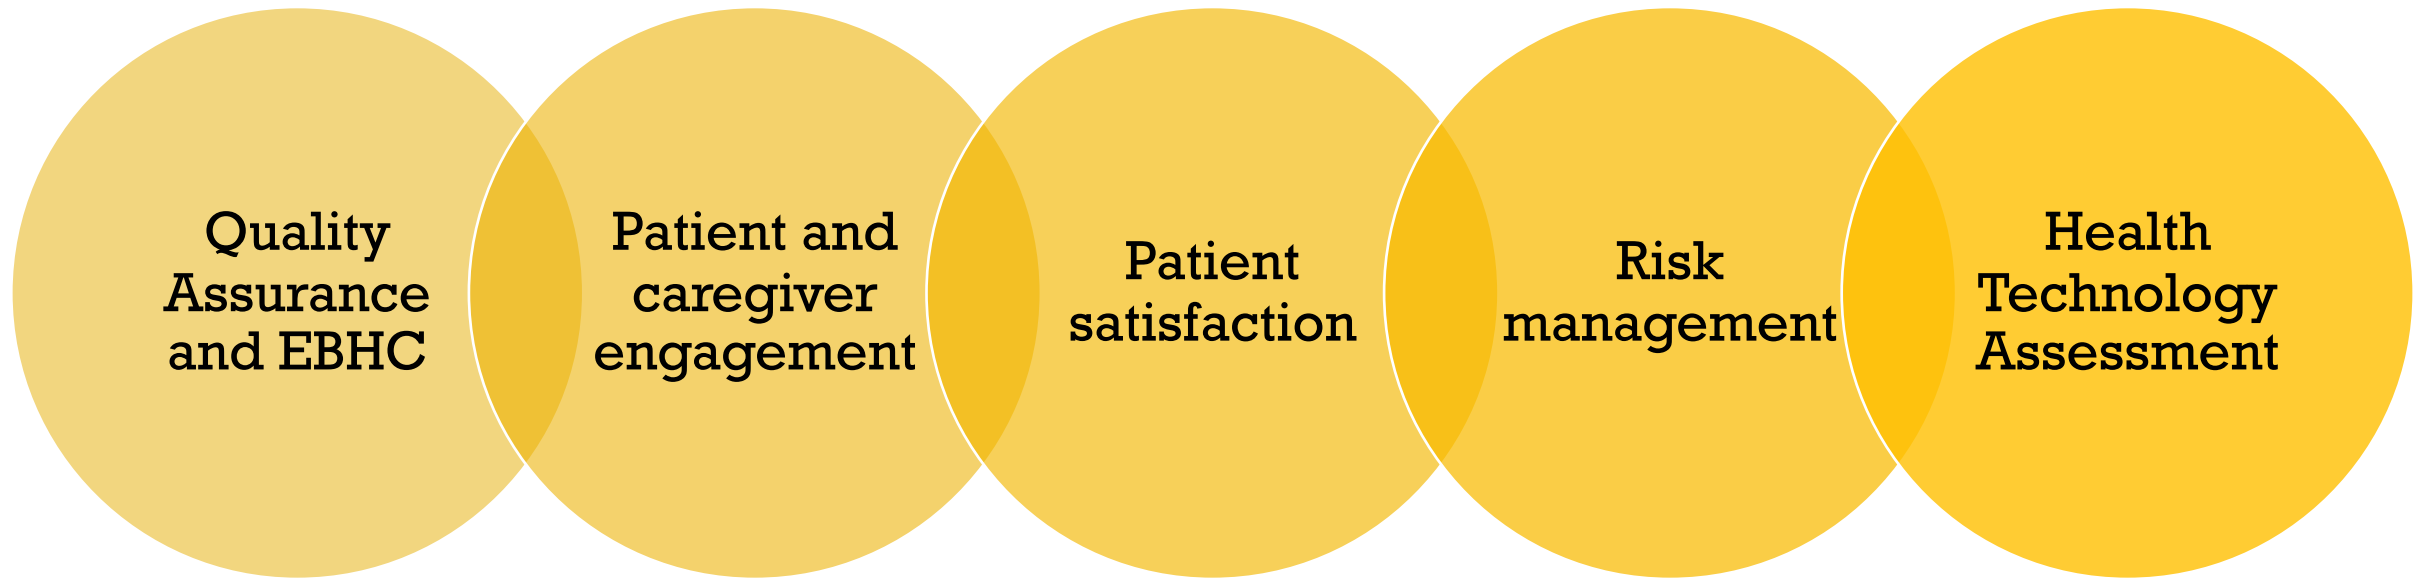 Quality
Assurance
and EBHC
Patient and
caregiver
engagement
Patient
satisfaction
Risk
management
Health
Technology
Assessment